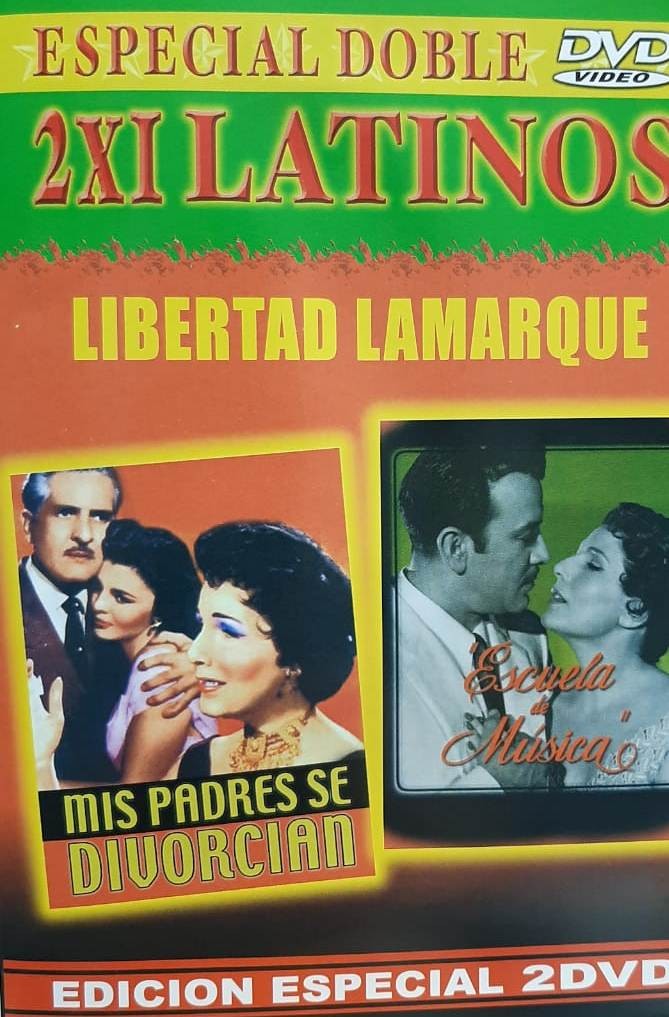 ESPECIAL DOBLE
DVD
VIDEO
2XI LATINOS
LIBERTAD LAMARQUE
"Escuela
de
Música"
MIS PADRES SE
DIVORCIAN
EDICION ESPECIAL 2DVD